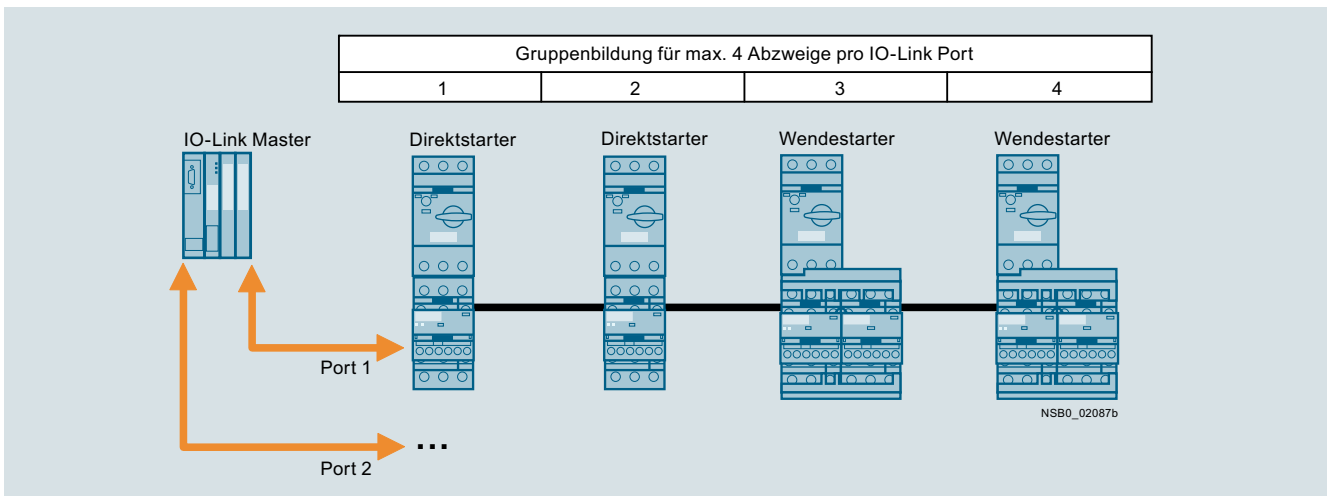 Gruppenbildung für max. 4 Abzweige pro IO-Link Port
1 2 3 4
IO-Link Master Direktstarter Direktstarter Wendestarter Wendestarter
Port 1
NSB0_02087b
...
Port 2